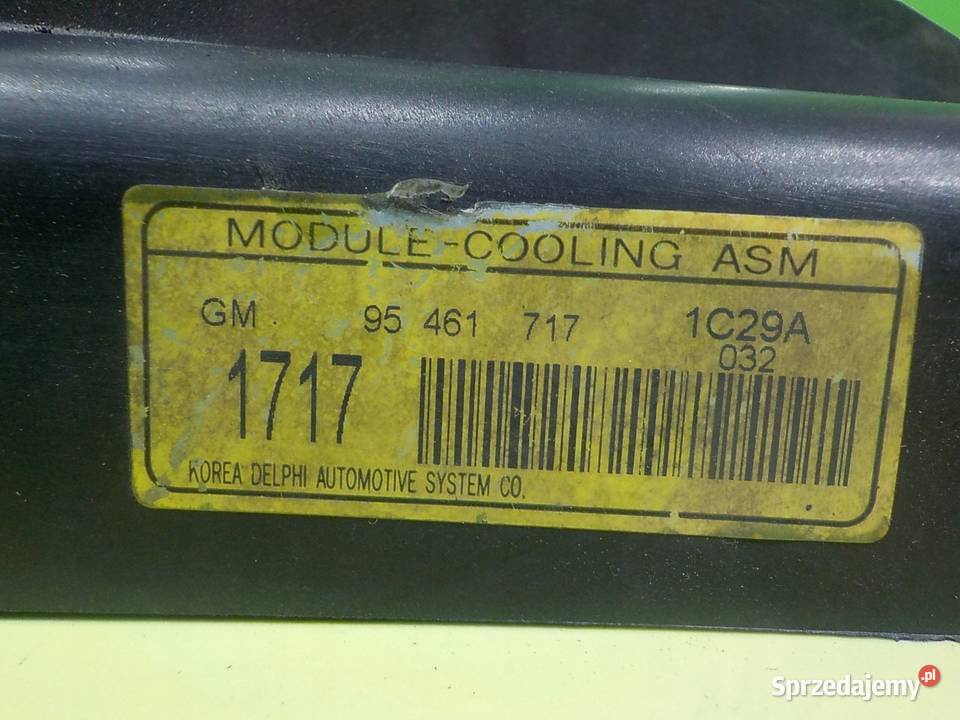 MODULE-COOLING ASM
GM 95 461 717 1C29A
032
1717
KOREA DELPHI AUTOMOTIVE SYSTEM CO.
Sprzedajemy.pl